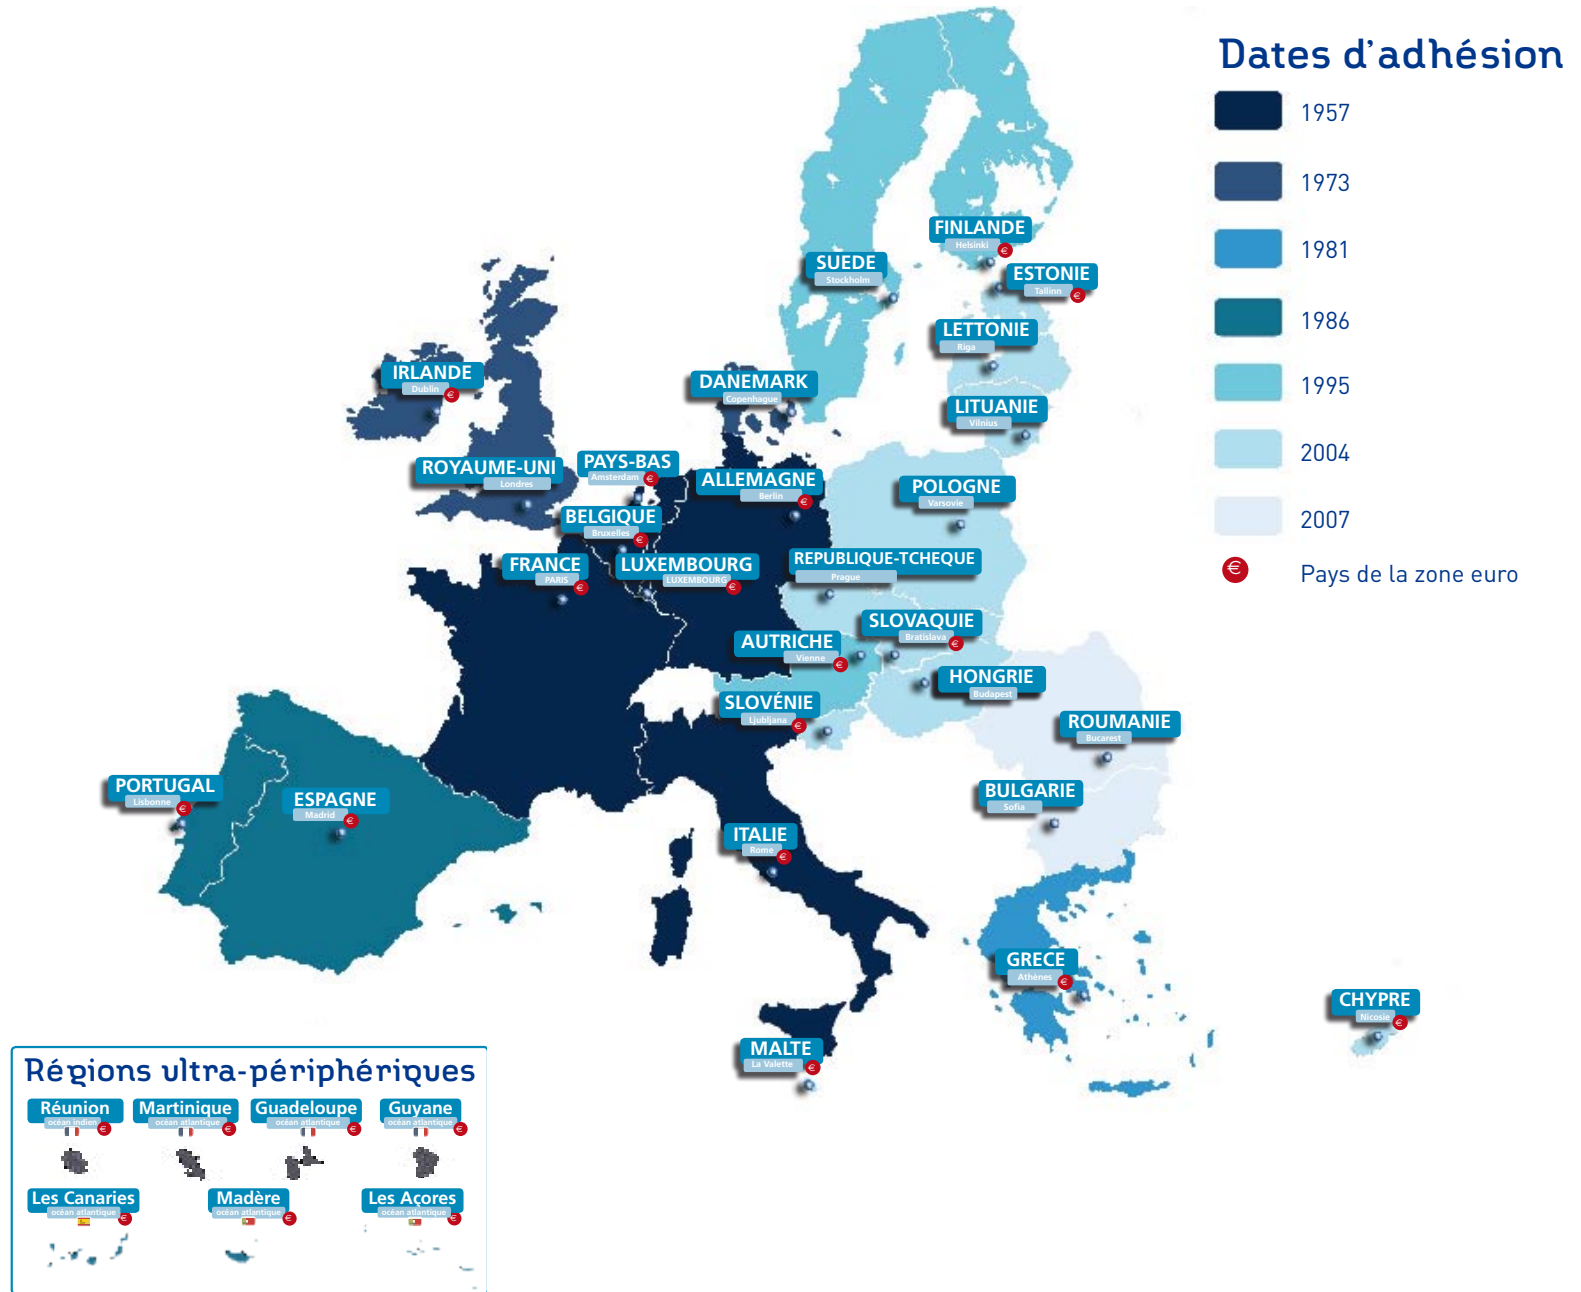 Dates d'adhésion
1957
1973
1981
1986
1995
2004
2007
€
Pays de la zone euro
FINLANDE
Helsinki
€
SUEDE
Stockholm
ESTONIE
Tallinn
€
LETTONIE
Riga
IRLANDE
Dublin
€
DANEMARK
Copenhague
LITUANIE
Vilnius
ROYAUME-UNI
Londres
PAYS-BAS
Amsterdam
€
ALLEMAGNE
Berlin
€
POLOGNE
Varsovie
BELGIQUE
Bruxelles
€
FRANCE
PARIS
€
LUXEMBOURG
LUXEMBOURG
€
REPUBLIQUE-TCHEQUE
Prague
SLOVAQUIE
Bratislava
€
AUTRICHE
Vienne
€
HONGRIE
Budapest
SLOVÉNIE
Ljubljana
€
ROUMANIE
Bucarest
PORTUGAL
Lisbonne
€
ESPAGNE
Madrid
€
BULGARIE
Sofia
ITALIE
Rome
€
GRECE
Athènes
€
CHYPRE
Nicosie
€
MALTE
La Valette
€
Régions ultra-périphériques
Réunion
océan indien
€
Martinique
océan atlantique
€
Guadeloupe
océan atlantique
€
Guyane
océan atlantique
€
Les Canaries
océan atlantique
€
Madère
océan atlantique
€
Les Açores
océan atlantique
€